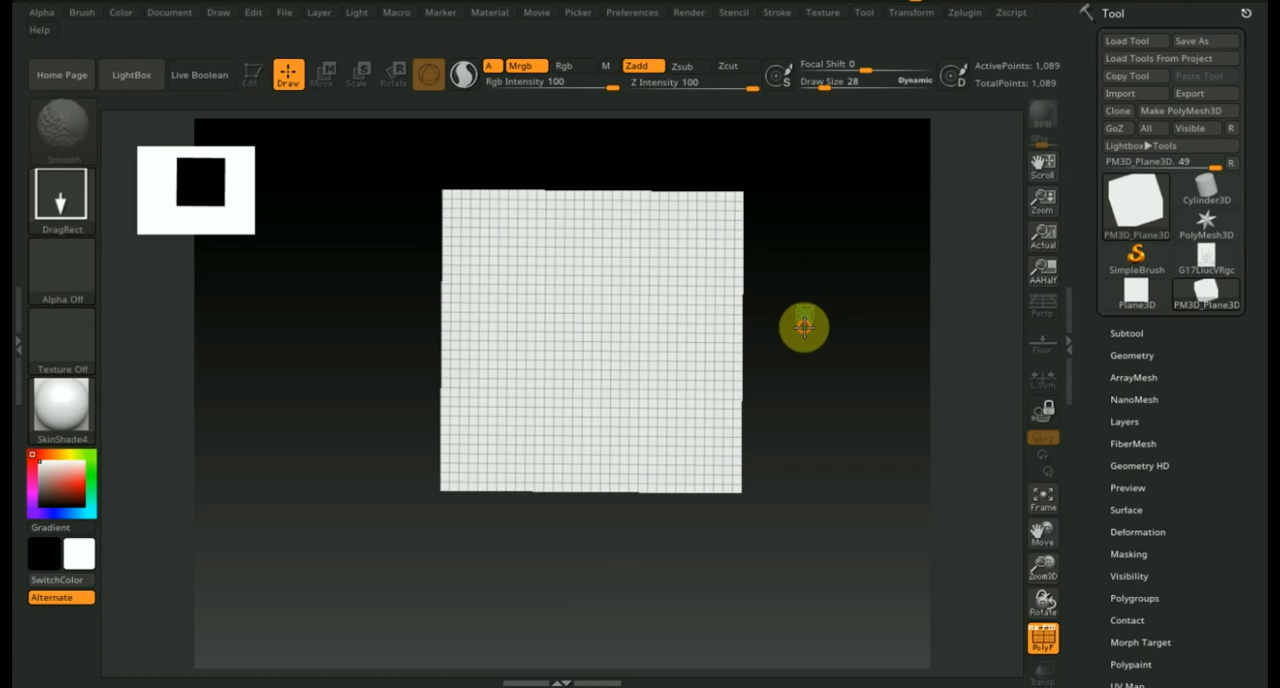 Alpha Brush Color Document Draw Edit File Layer Light Macro Marker Material Movie Picker Preferences Render Stencil Stroke Texture Tool Transform Zplugin Zscript
Help
Tool
Load Tool Save As
Load Tools From Project
Copy Tool Paste Tool
Import Export
Clone Make PolyMesh3D
GoZ All Visible R
Lightbox▶Tools
PM3D_Plane3D. 49 R
PM3D_Plane3D Cylinder3D
PolyMesh3D
SimpleBrush
Plane3D PM3D_Plane3D
Subtool
Geometry
ArrayMesh
NanoMesh
Layers
FiberMesh
Geometry HD
Preview
Surface
Deformation
Masking
Visibility
Polygroups
Contact
Morph Target
Polypaint
UV Map
Home Page LightBox Live Boolean Edit Draw Move Scale Rotate
A Mrgb Rgb M Zadd Zsub Zcut
Rgb Intensity 100 Z Intensity 100
S Focal Shift 0
Draw Size 28 Dynamic
D ActivePoints: 1,089
TotalPoints: 1,089
Smooth
DragRect
Alpha Off
Texture Off
SkinShade4
Gradient
SwitchColor
Alternate
BPR
SPix
Scroll
Zoom
Actual
AAHalf
Persp
Floor
L.Sym
Frame
Move
Zoom3D
Rotate
PolyF
Transp